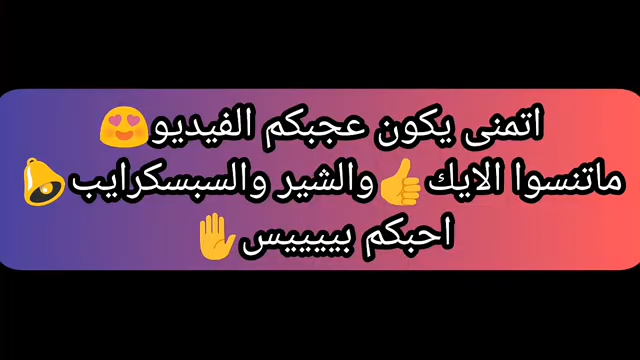 اتمنى يكون عجبكم الفيديو😍
ماتنسوا الايك👍والشير والسبسكرايب🔔
احبكم بيييييس✋